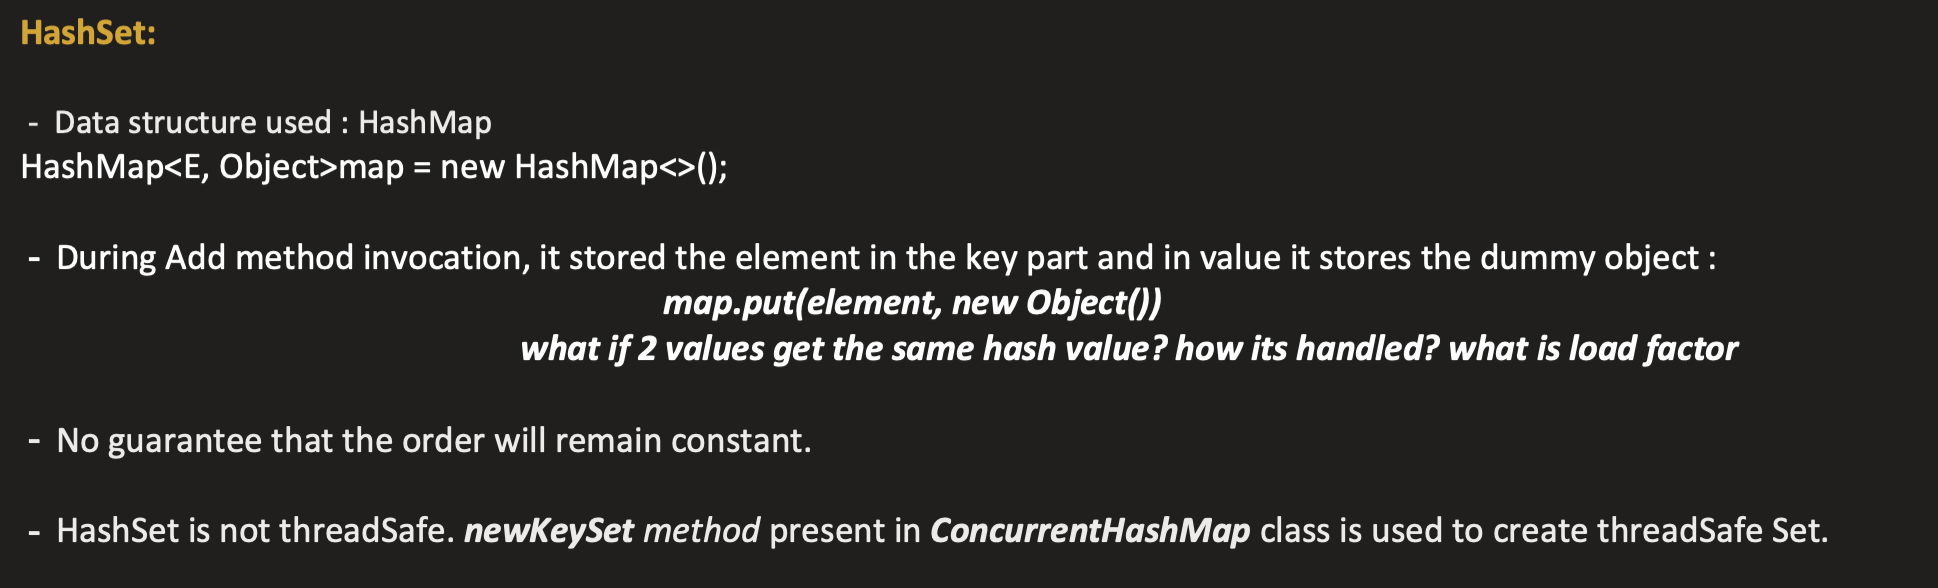 HashSet:
- Data structure used : HashMap
HashMap<E, Object>map = new HashMap<>();
- During Add method invocation, it stored the element in the key part and in value it stores the dummy object :
map.put(element, new Object())
what if 2 values get the same hash value? how its handled? what is load factor
- No guarantee that the order will remain constant.
- HashSet is not threadSafe. newKeySet method present in ConcurrentHashMap class is used to create threadSafe Set.